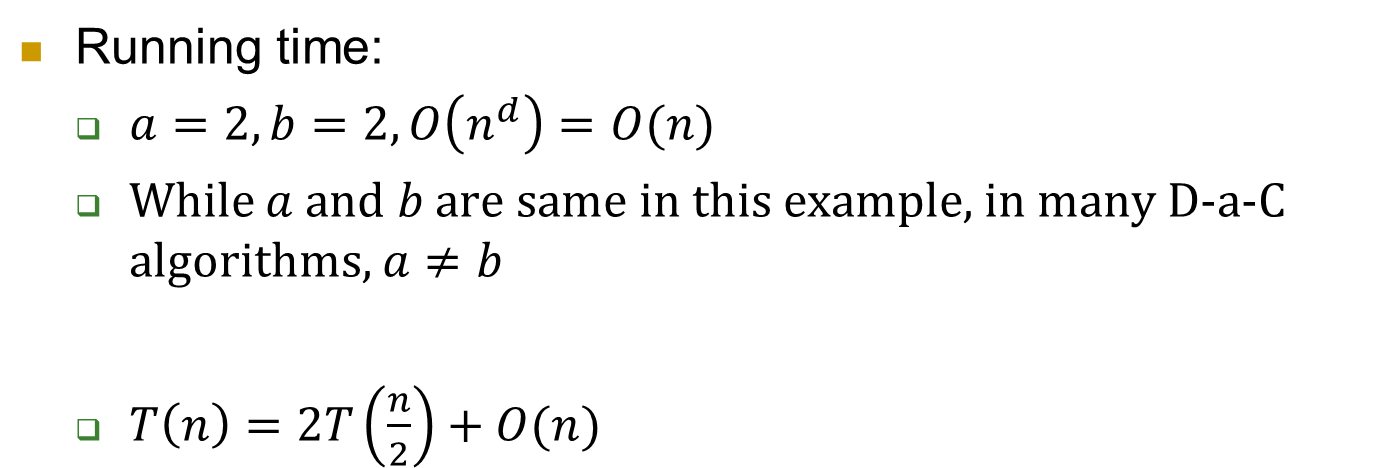 Running time:
a = 2, b = 2, O(n^d) = O(n)
While a and b are same in this example, in many D-a-C
algorithms, a ≠ b
T(n) = 2T(n/2) + O(n)